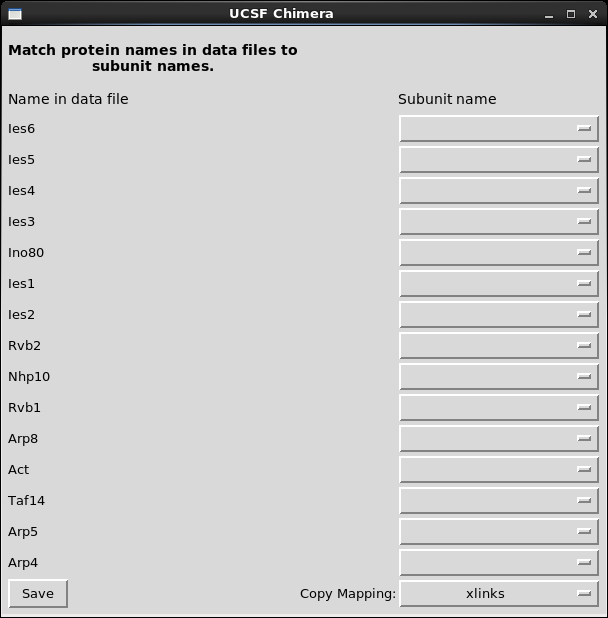 UCSF Chimera
Match protein names in data files to
subunit names.
Name in data file Subunit name
Ies6
Ies5
Ies4
Ies3
Ino80
Ies1
Ies2
Rvb2
Nhp10
Rvb1
Arp8
Act
Taf14
Arp5
Arp4
Save Copy Mapping: xlinks